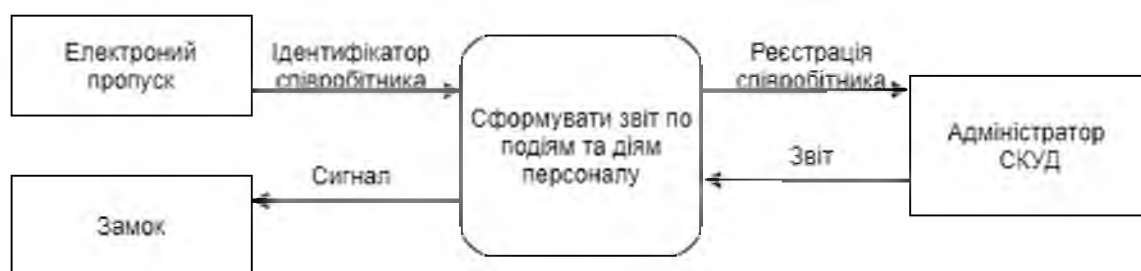 Електроний
пропуск
Ідентифікатор
співробітника
Сформувати звіт по
подіям та діям
персоналу
Реєстрація
співробітника
Адміністратор
СКУД
Звіт
Сигнал
Замок